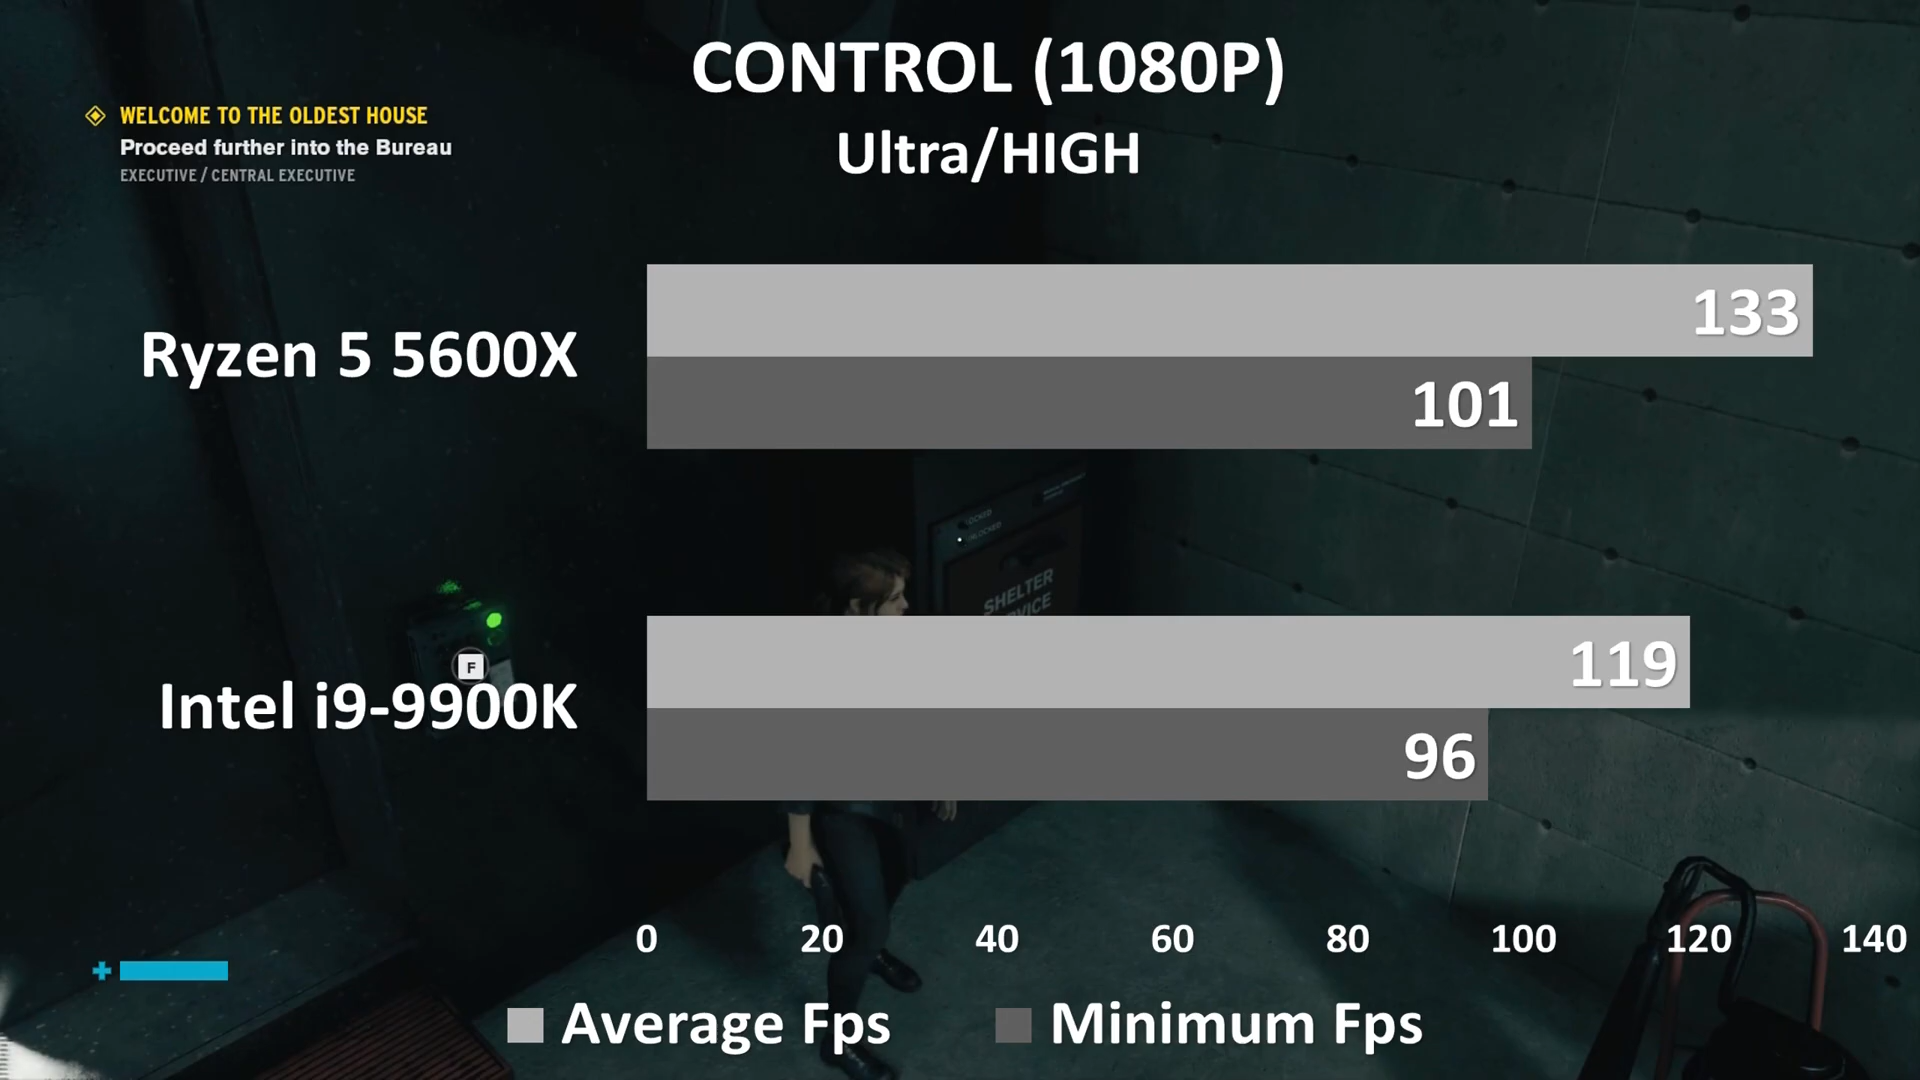 CONTROL (1080P)
Ultra/HIGH
WELCOME TO THE OLDEST HOUSE
Proceed further into the Bureau
EXECUTIVE / CENTRAL EXECUTIVE
Ryzen 5 5600X
133
101
SHELTER
F
Intel i9-9900K
119
96
0 20 40 60 80 100 120 140
Average Fps Minimum Fps